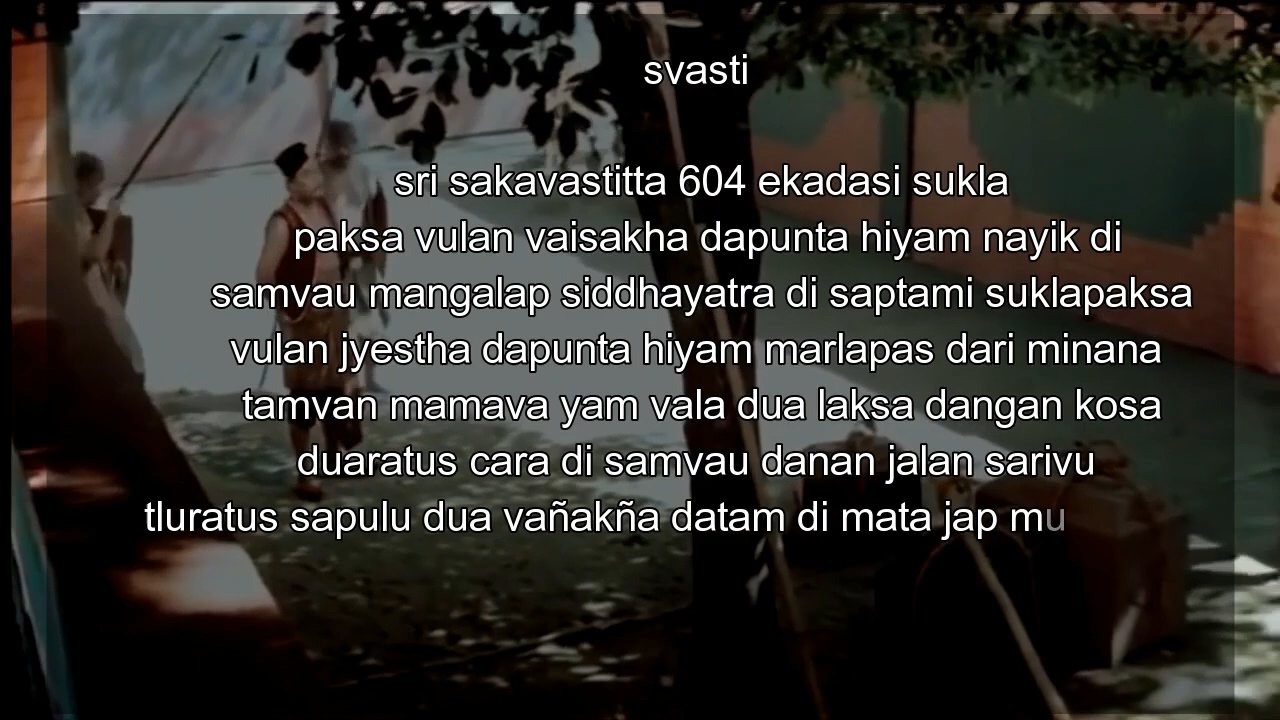 svasti
sri sakavastitta 604 ekadasi sukla
paksa vulan vaisakha dapunta hiyam nayik di
samvau mangalap siddhayatra di saptami suklapaksa
vulan jyestha dapunta hiyam marlapas dari minana
tamvan mamava yam vala dua laksa dangan kosa
duaratus cara di samvau danan jalan sarivu
tluratus sapulu dua vañakña datam di mata jap mu